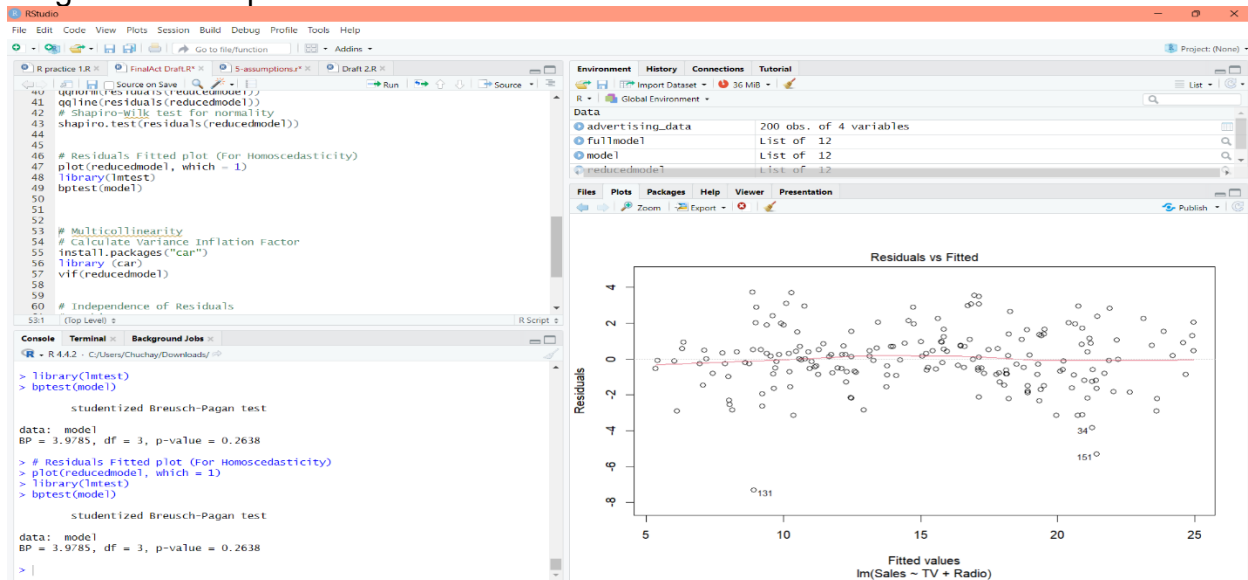 RStudio
File Edit Code View Plots Session Build Debug Profile Tools Help
Go to file/function Addins
Project: (None)
R practice 1.R FinalAct Draft.R* 5-assumptions.r* Draft 2.R
Source on Save Run Source
40 qqnorm(residuals(reducedmodel))
41 qqline(residuals(reducedmodel))
42 # Shapiro-Wilk test for normality
43 shapiro.test(residuals(reducedmodel))
44
45
46 # Residuals Fitted plot (For Homoscedasticity)
47 plot(reducedmodel, which = 1)
48 library(lmtest)
49 bptest(model)
50
51
52
53 # Multicollinearity
54 # Calculate Variance Inflation Factor
55 install.packages("car")
56 library (car)
57 vif(reducedmodel)
58
59
60 # Independence of Residuals
53:1 (Top Level) R Script
Console Terminal Background Jobs
R 4.4.2 · C:/Users/Chuchay/Downloads/
> library(lmtest)
> bptest(model)
studentized Breusch-Pagan test
data: model
BP = 3.9785, df = 3, p-value = 0.2638
> # Residuals Fitted plot (For Homoscedasticity)
> plot(reducedmodel, which = 1)
> library(lmtest)
> bptest(model)
studentized Breusch-Pagan test
data: model
BP = 3.9785, df = 3, p-value = 0.2638
>
Environment History Connections Tutorial
Import Dataset 36 MiB List
R Global Environment
Data
advertising_data 200 obs. of 4 variables
fullmodel List of 12
model List of 12
reducedmodel List of 12
Files Plots Packages Help Viewer Presentation
Zoom Export Publish
Residuals vs Fitted
Residuals
4
2
0
-2
-4
-6
-8
34
151
131
5 10 15 20 25
Fitted values
lm(Sales ~ TV + Radio)